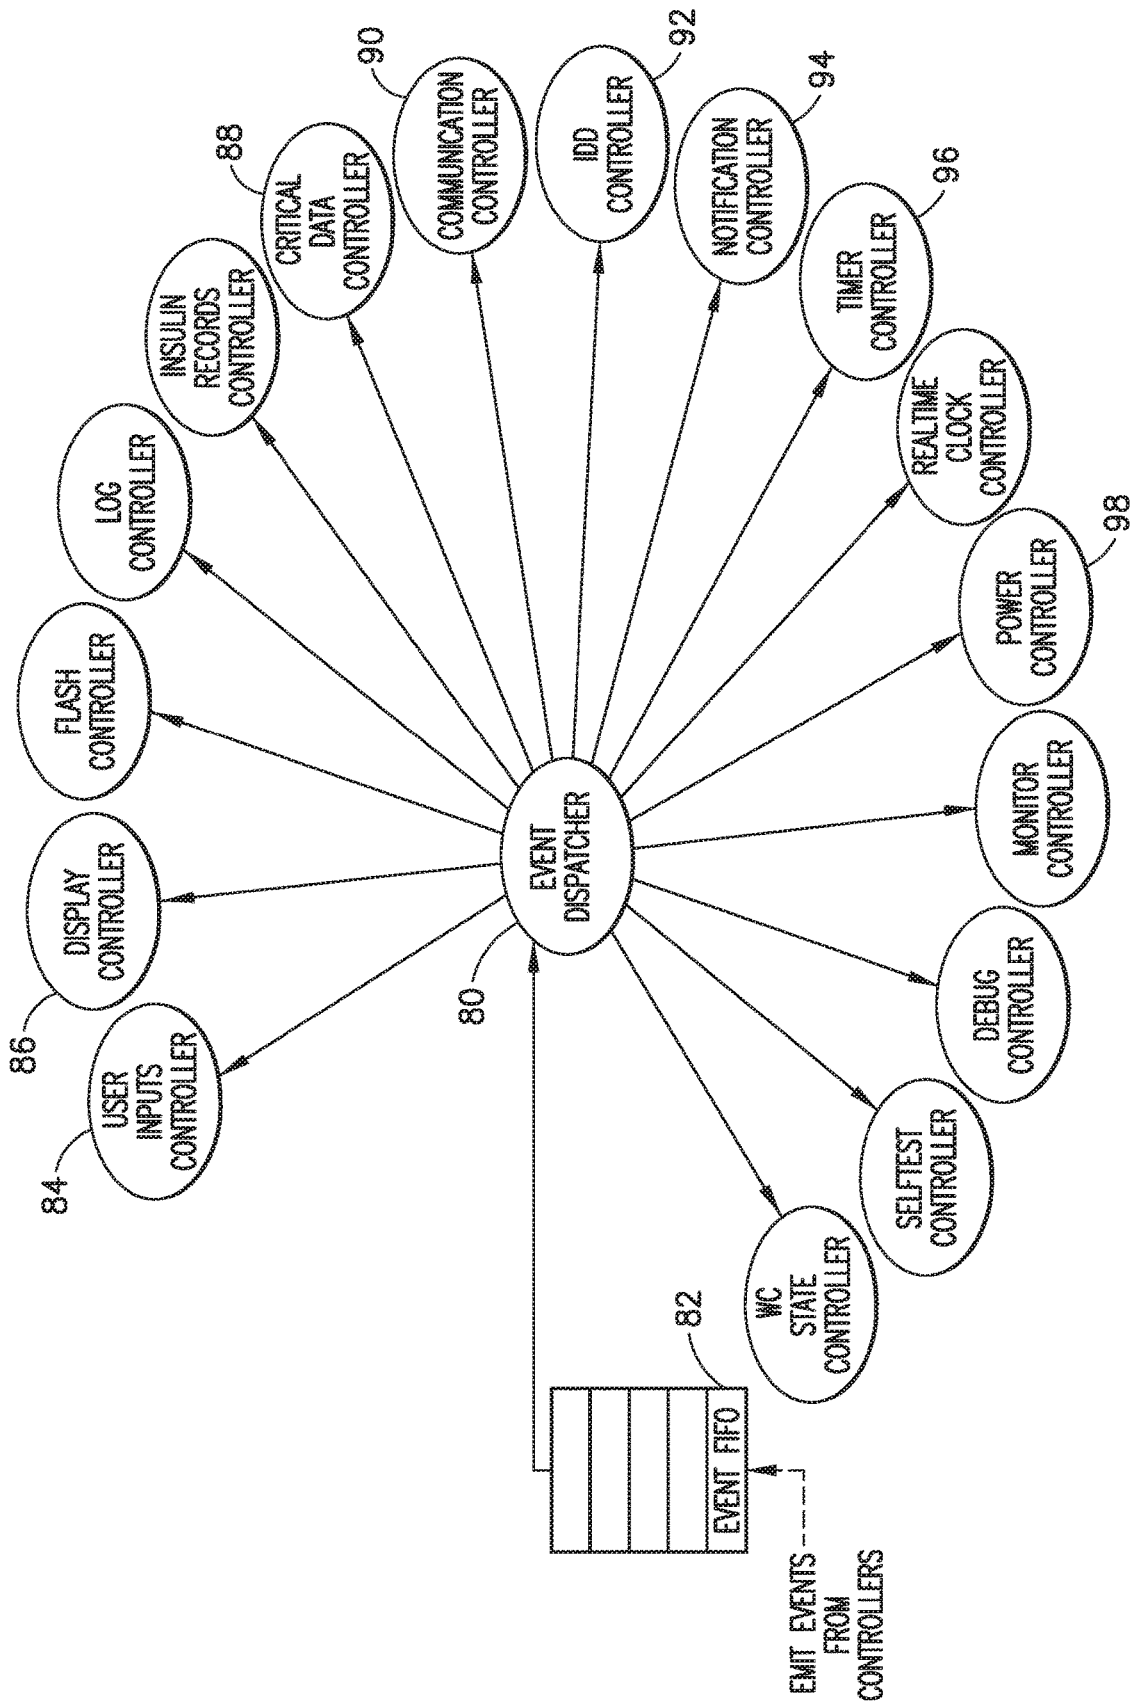 84
USER
INPUTS
CONTROLLER
86
DISPLAY
CONTROLLER
FLASH
CONTROLLER
LOG
CONTROLLER
INSULIN
RECORDS
CONTROLLER
88
CRITICAL
DATA
CONTROLLER
90
COMMUNICATION
CONTROLLER
92
IDD
CONTROLLER
94
NOTIFICATION
CONTROLLER
96
TIMER
CONTROLLER
REALTIME
CLOCK
CONTROLLER
98
POWER
CONTROLLER
MONITOR
CONTROLLER
DEBUG
CONTROLLER
SELFTEST
CONTROLLER
WC
STATE
CONTROLLER
80
EVENT
DISPATCHER
82
EVENT FIFO
EMIT EVENTS
FROM
CONTROLLERS